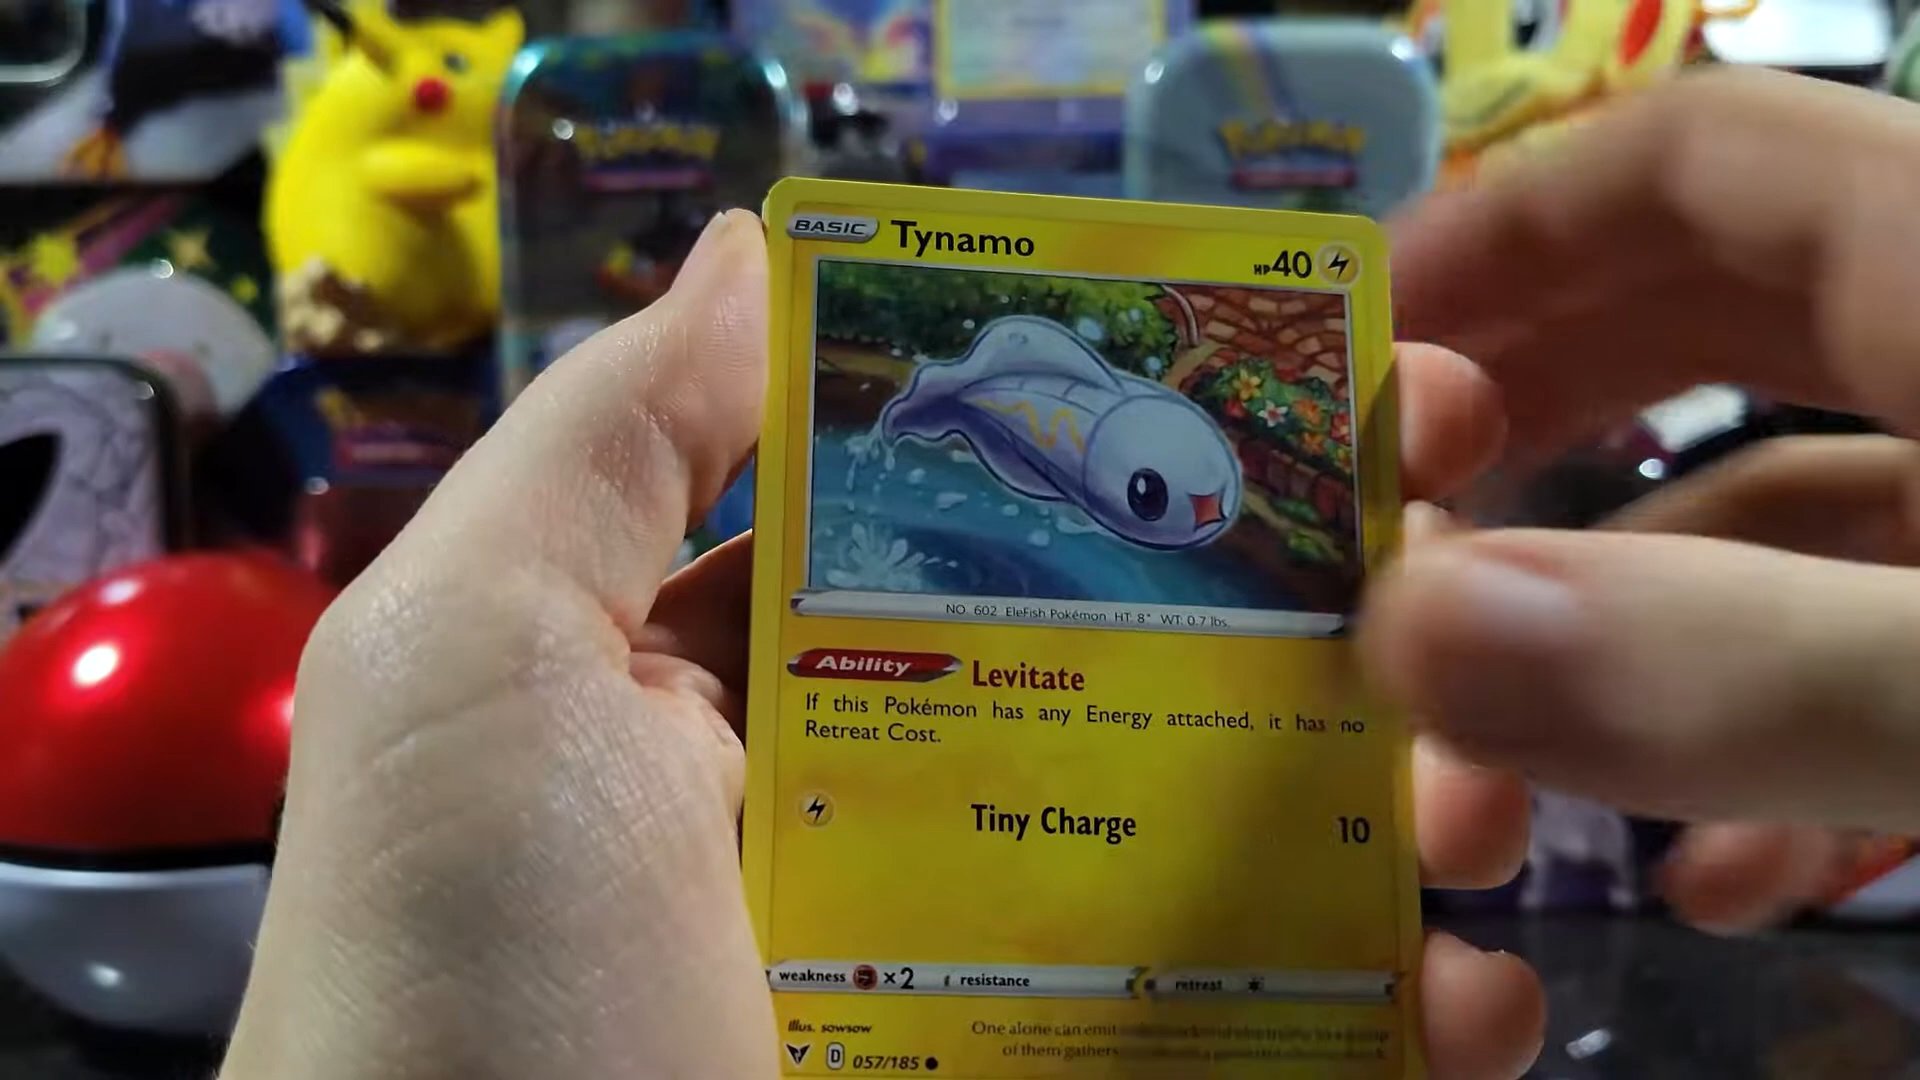 Pokémon
Pokémon
BASIC Tynamo HP40
NO. 602 EleFish Pokémon HT: 8" WT: 0.7 lbs.
Ability Levitate
If this Pokémon has any Energy attached, it has no
Retreat Cost.
Tiny Charge 10
weakness ×2 resistance retreat
Illus. sowsow
One alone can emit
of them gathers
D 057/185